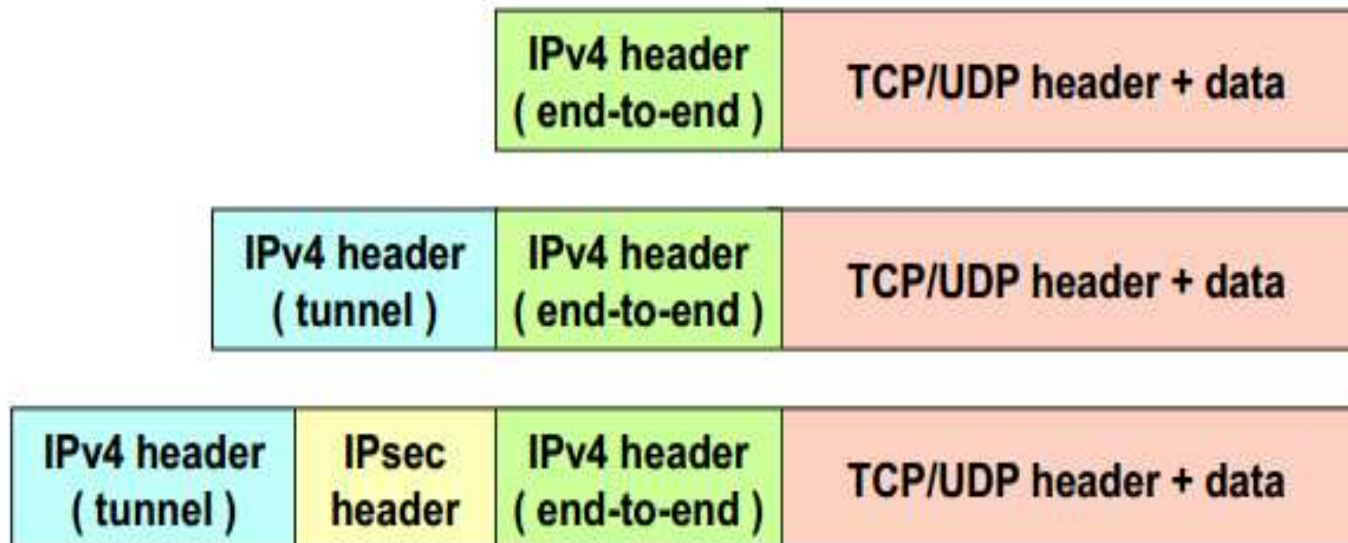 IPv4 header
( end-to-end )
TCP/UDP header + data
IPv4 header
( tunnel )
IPv4 header
( end-to-end )
TCP/UDP header + data
IPv4 header
( tunnel )
IPsec
header
IPv4 header
( end-to-end )
TCP/UDP header + data